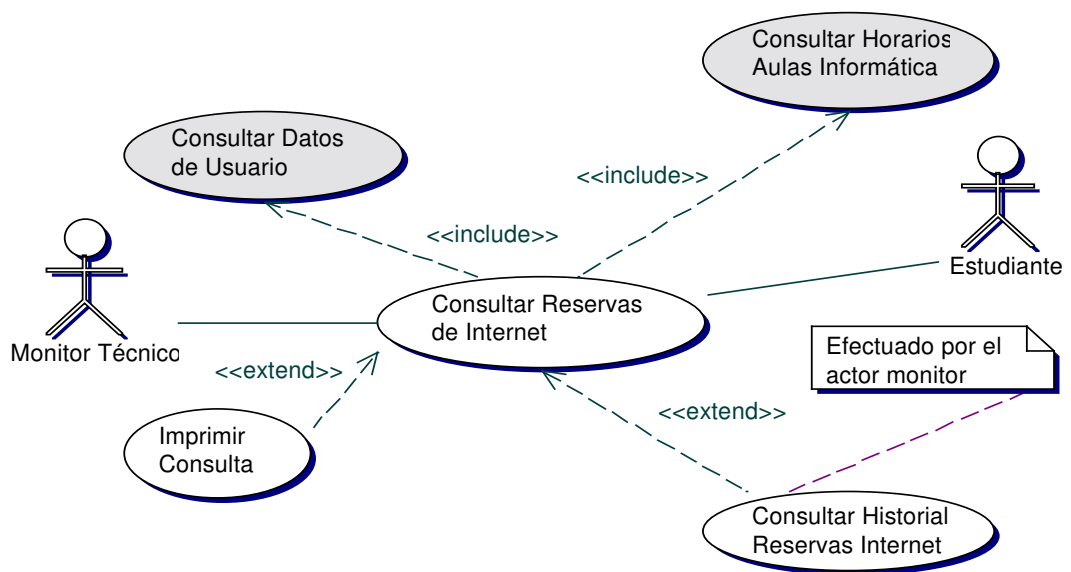 Consultar Horarios
Aulas Informática
Consultar Datos
de Usuario
<<include>>
<<include>>
Estudiante
Consultar Reservas
de Internet
Monitor Técnico
Efectuado por el
actor monitor
<<extend>>
<<extend>>
Imprimir
Consulta
Consultar Historial
Reservas Internet